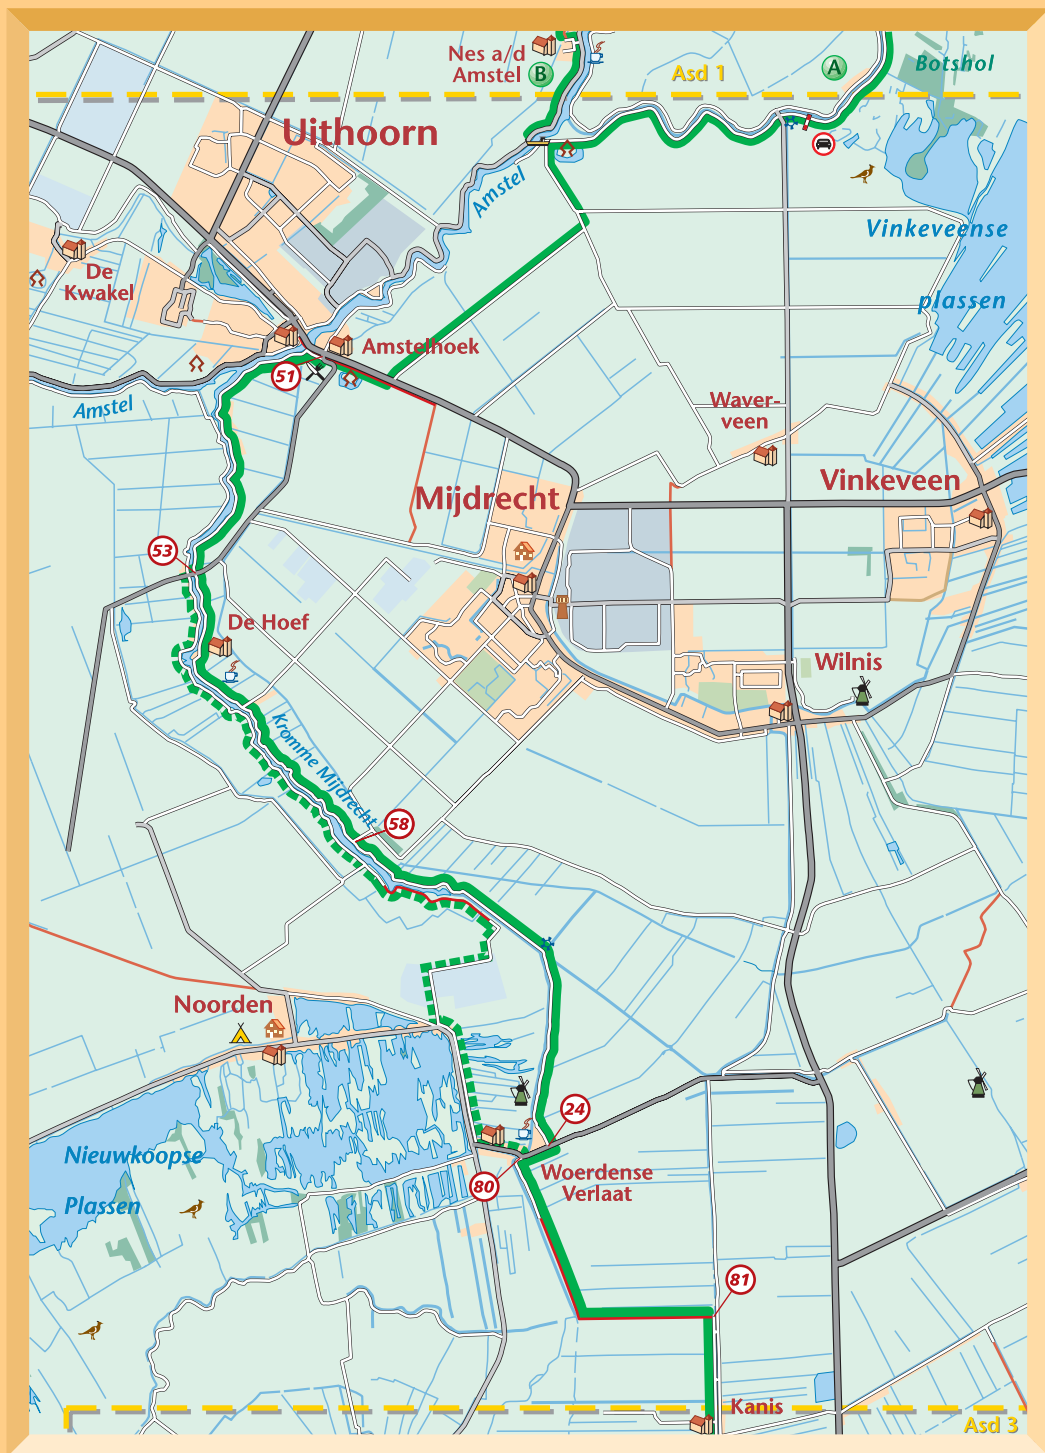 Nes a/d
Amstel
B
Asd 1
A
Botshol
Uithoorn
Amstel
Vinkeveense
plassen
De
Kwakel
Amstelhoek
51
Amstel
Waver-
veen
Mijdrecht
Vinkeveen
53
De Hoef
Wilnis
Kromme Mijdrecht
58
Noorden
24
Nieuwkoopse
Plassen
Woerdense
Verlaat
80
81
Kanis
Asd 3